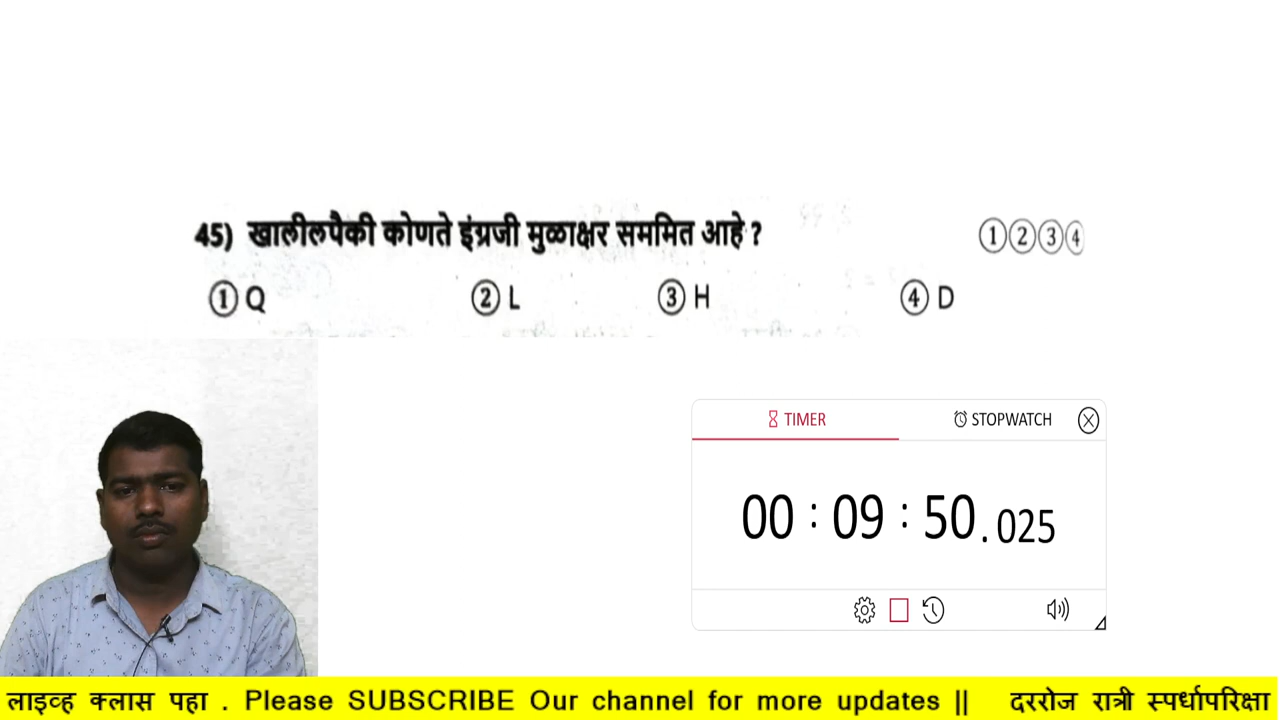 45) खालीलपैकी कोणते इंग्रजी मुळाक्षर सममित आहे ? ①②③④
① Q ② L ③ H ④ D
TIMER STOPWATCH
00 : 09 : 50.025
लाइव्ह क्लास पहा . Please SUBSCRIBE Our channel for more updates || दररोज रात्री स्पर्धापरिक्षा